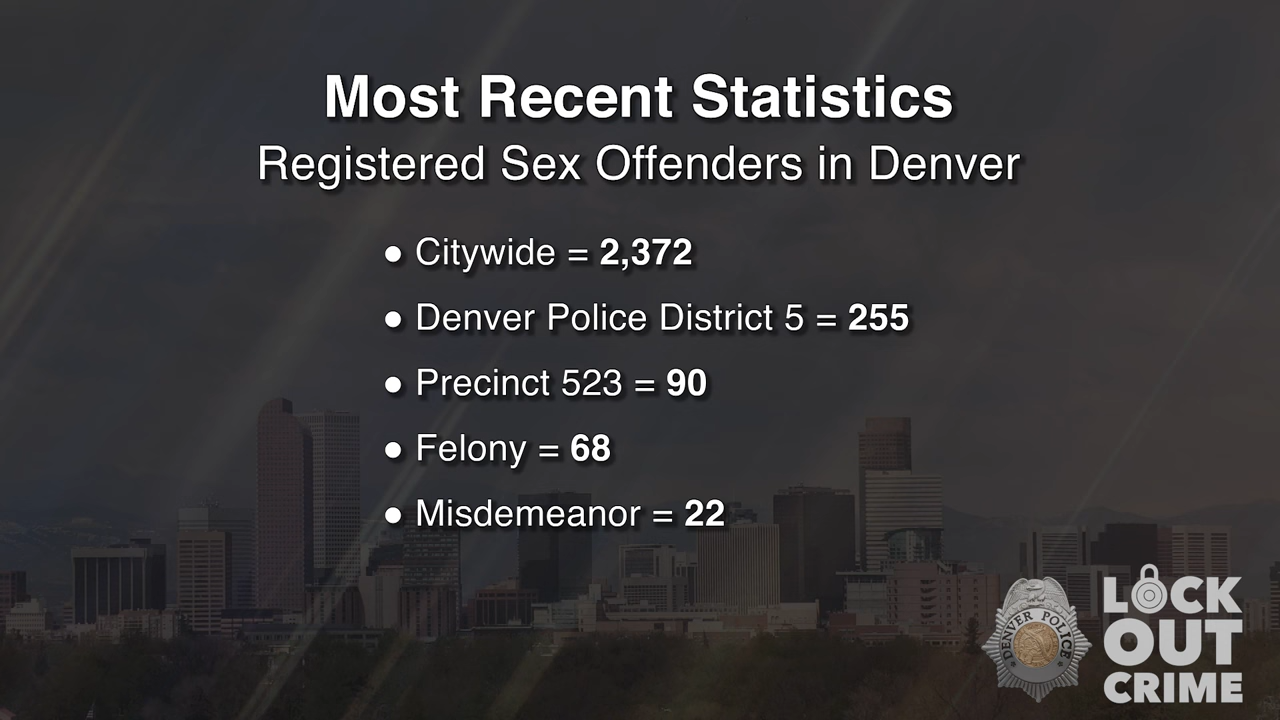 Most Recent Statistics
Registered Sex Offenders in Denver
● Citywide = 2,372
● Denver Police District 5 = 255
● Precinct 523 = 90
● Felony = 68
● Misdemeanor = 22
DENVER POLICE
LOCK
OUT
CRIME